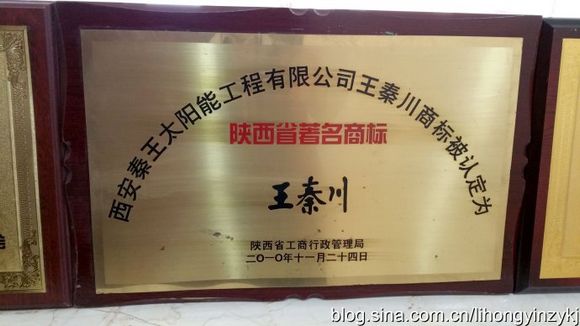 西安秦王太阳能工程有限公司王秦川商标被认定为
陕西省著名商标
王秦川
陕西省工商行政管理局
二〇一〇年十一月二十四日
blog.sina.com.cn/lihongyinzykj